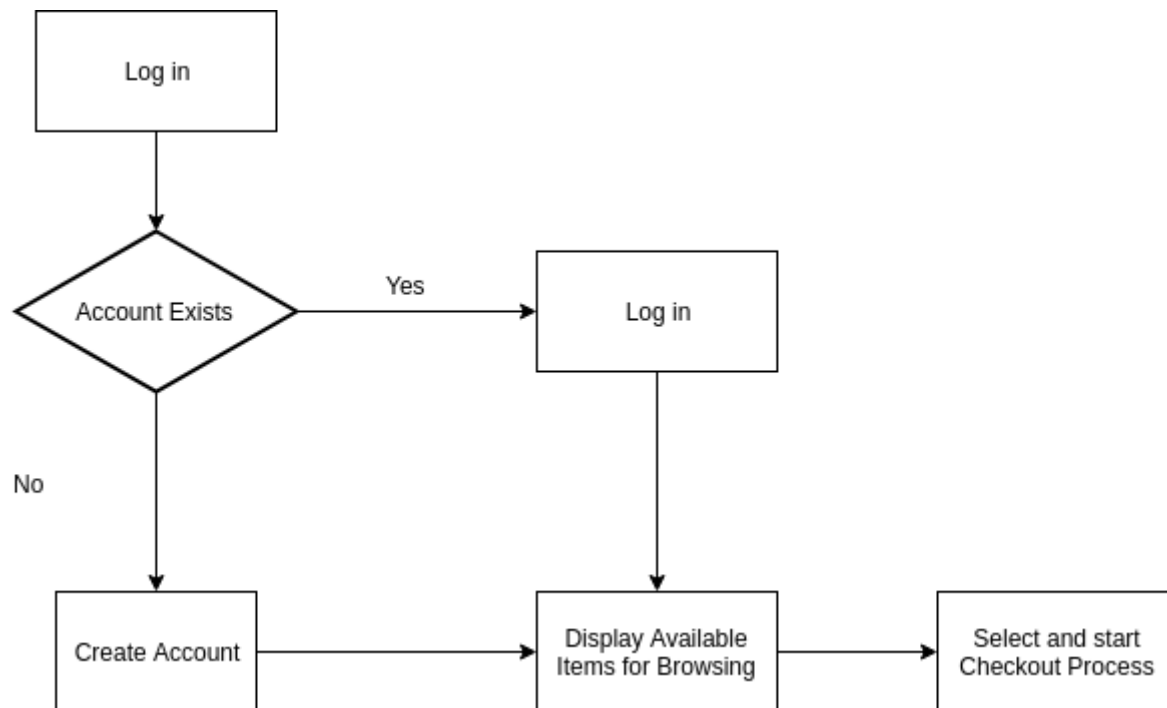 Log in
Account Exists
Yes
Log in
No
Create Account
Display Available
Items for Browsing
Select and start
Checkout Process